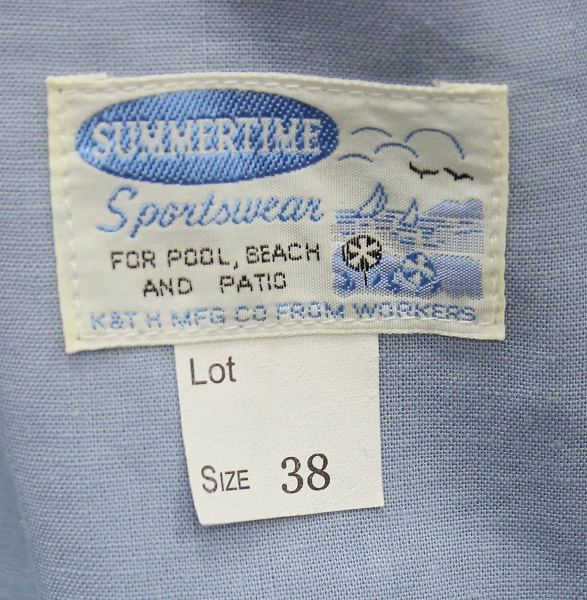 SUMMERTIME
Sportswear
FOR POOL, BEACH
AND PATIO
K&T H MFG CO FROM WORKERS
Lot
SIZE 38